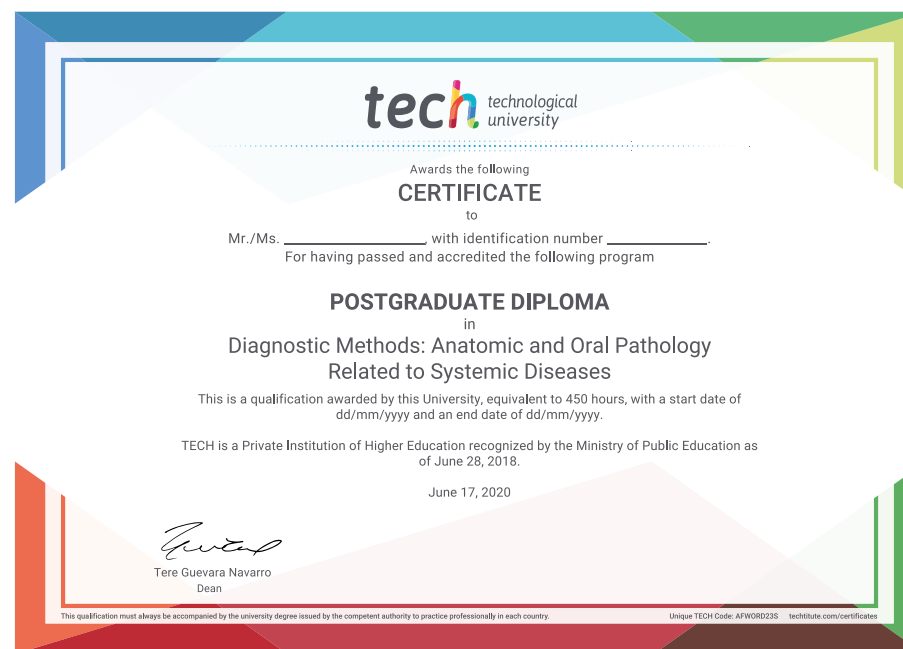 tech technological
university
Awards the following
CERTIFICATE
to
Mr./Ms. ____________________, with identification number ______________.
For having passed and accredited the following program
POSTGRADUATE DIPLOMA
in
Diagnostic Methods: Anatomic and Oral Pathology
Related to Systemic Diseases
This is a qualification awarded by this University, equivalent to 450 hours, with a start date of
dd/mm/yyyy and an end date of dd/mm/yyyy.
TECH is a Private Institution of Higher Education recognized by the Ministry of Public Education as
of June 28, 2018.
June 17, 2020
Tere Guevara Navarro
Dean
This qualification must always be accompanied by the university degree issued by the competent authority to practice professionally in each country. Unique TECH Code: AFWORD23S techtitute.com/certificates